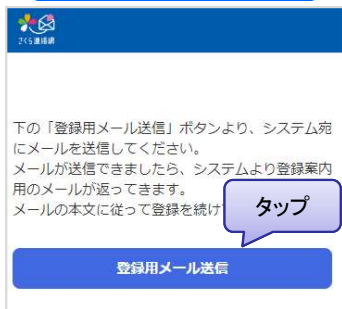 さくら連絡網
下の「登録用メール送信」ボタンより、システム宛
にメールを送信してください。
メールが送信できましたら、システムより登録案内
用のメールが返ってきます。
メールの本文に従って登録を続け
タップ
登録用メール送信